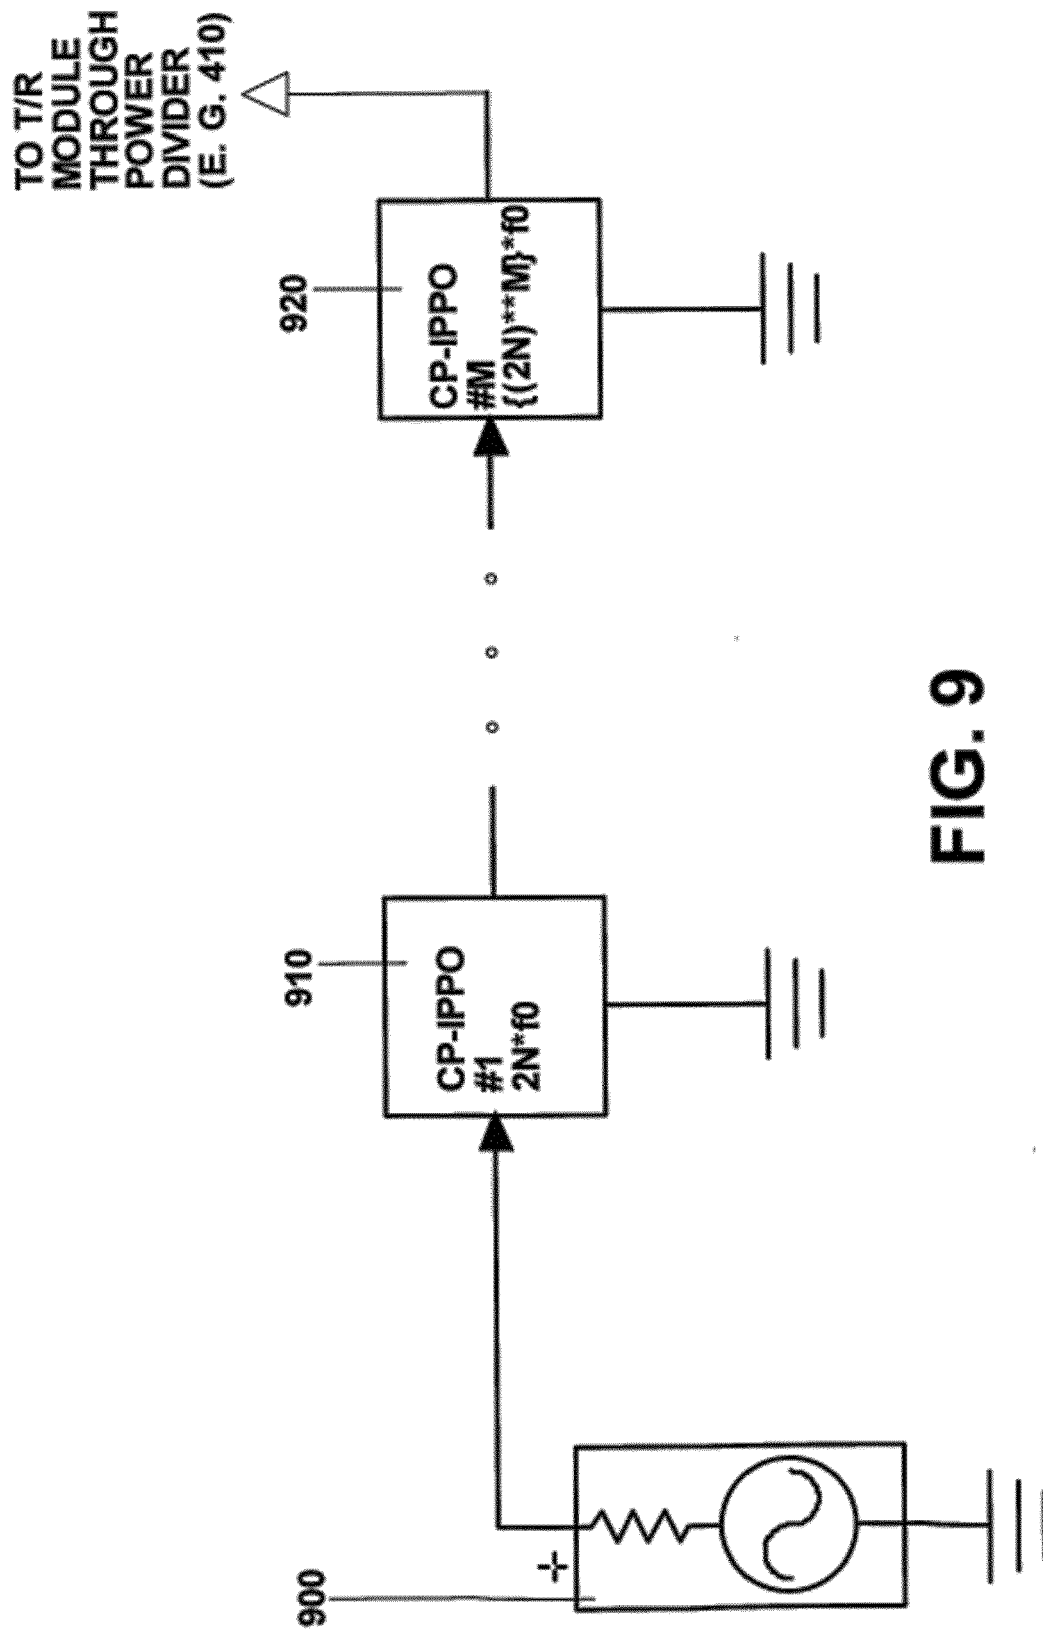 TO T/R
MODULE
THROUGH
POWER
DIVIDER
(E. G. 410)
920
CP-IPPO
#M
{(2N)**M}*f0
910
CP-IPPO
#1
2N*f0
900
FIG. 9